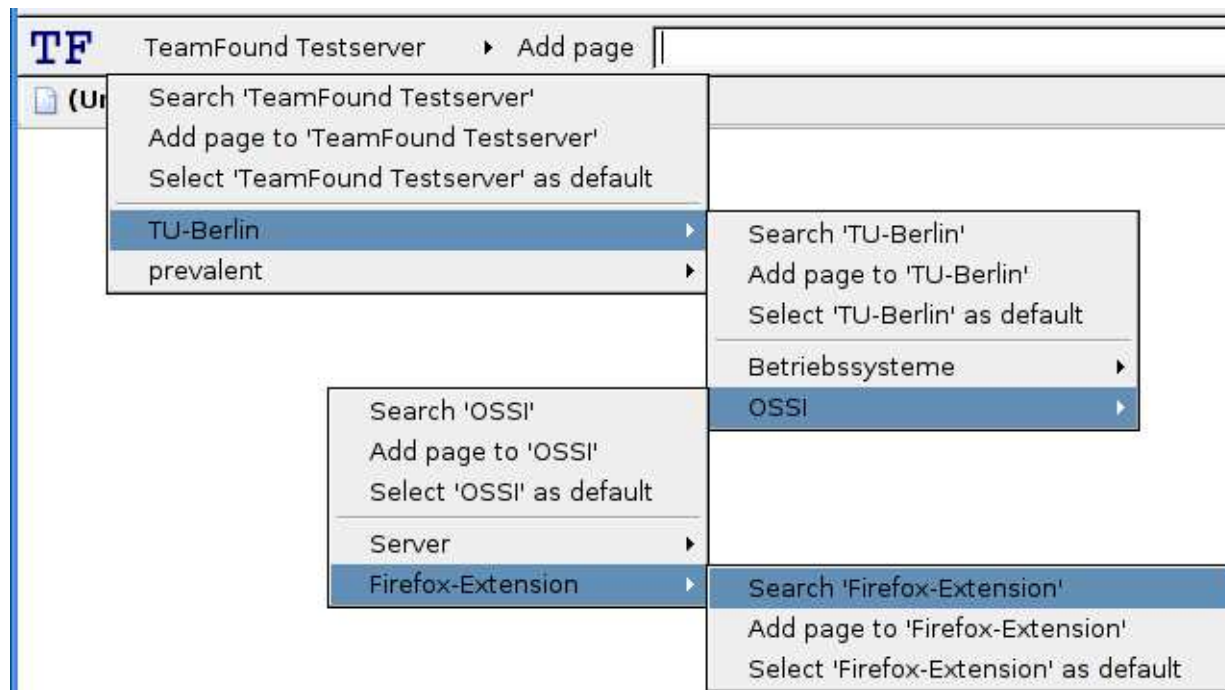 TF TeamFound Testserver Add page
(Un
Search 'TeamFound Testserver'
Add page to 'TeamFound Testserver'
Select 'TeamFound Testserver' as default
TU-Berlin
prevalent
Search 'TU-Berlin'
Add page to 'TU-Berlin'
Select 'TU-Berlin' as default
Betriebssysteme
OSSI
Search 'OSSI'
Add page to 'OSSI'
Select 'OSSI' as default
Server
Firefox-Extension
Search 'Firefox-Extension'
Add page to 'Firefox-Extension'
Select 'Firefox-Extension' as default